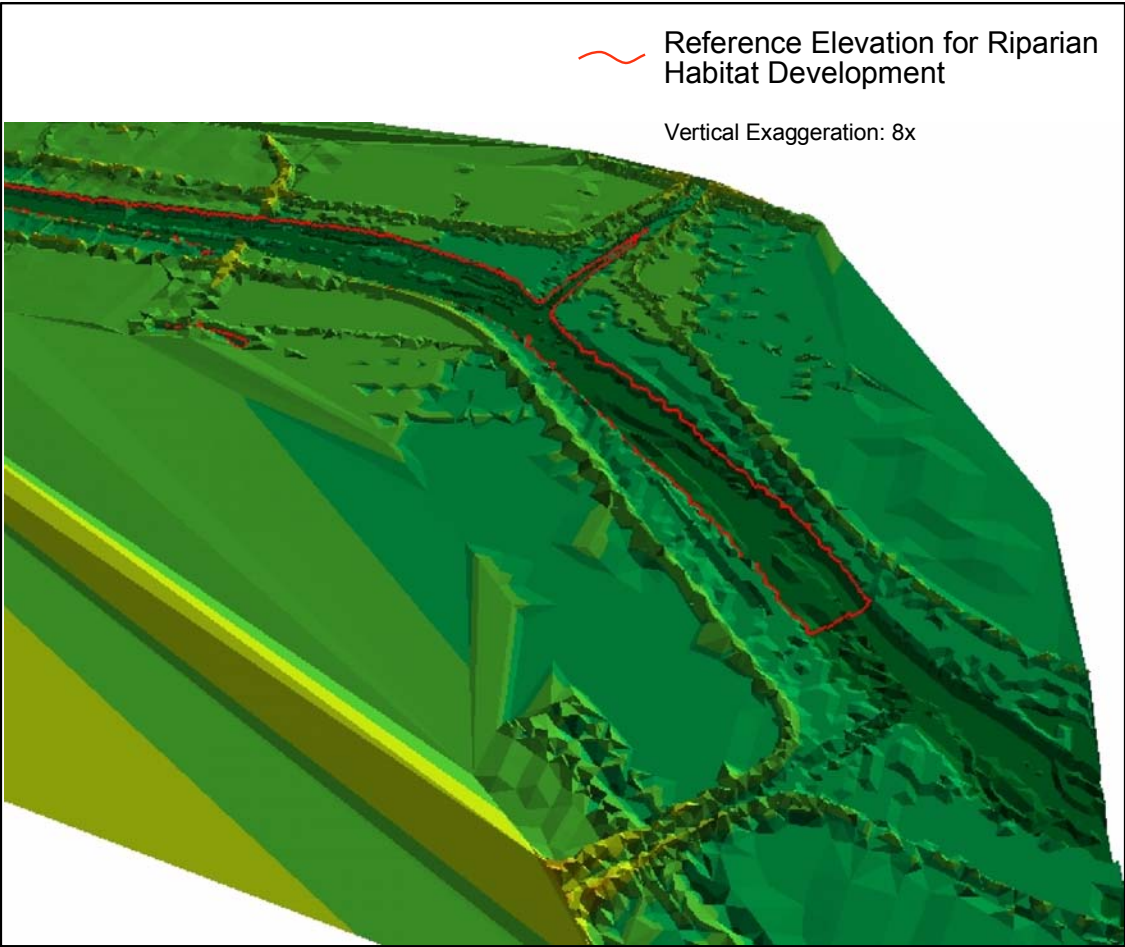 Reference Elevation for Riparian
Habitat Development
Vertical Exaggeration: 8x